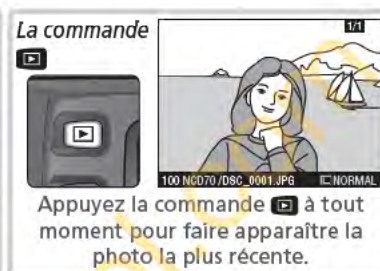 La commande
1/1
100 NCD70 /DSC_0001.JPG NORMAL
Appuyez la commande à tout
moment pour faire apparaître la
photo la plus récente.